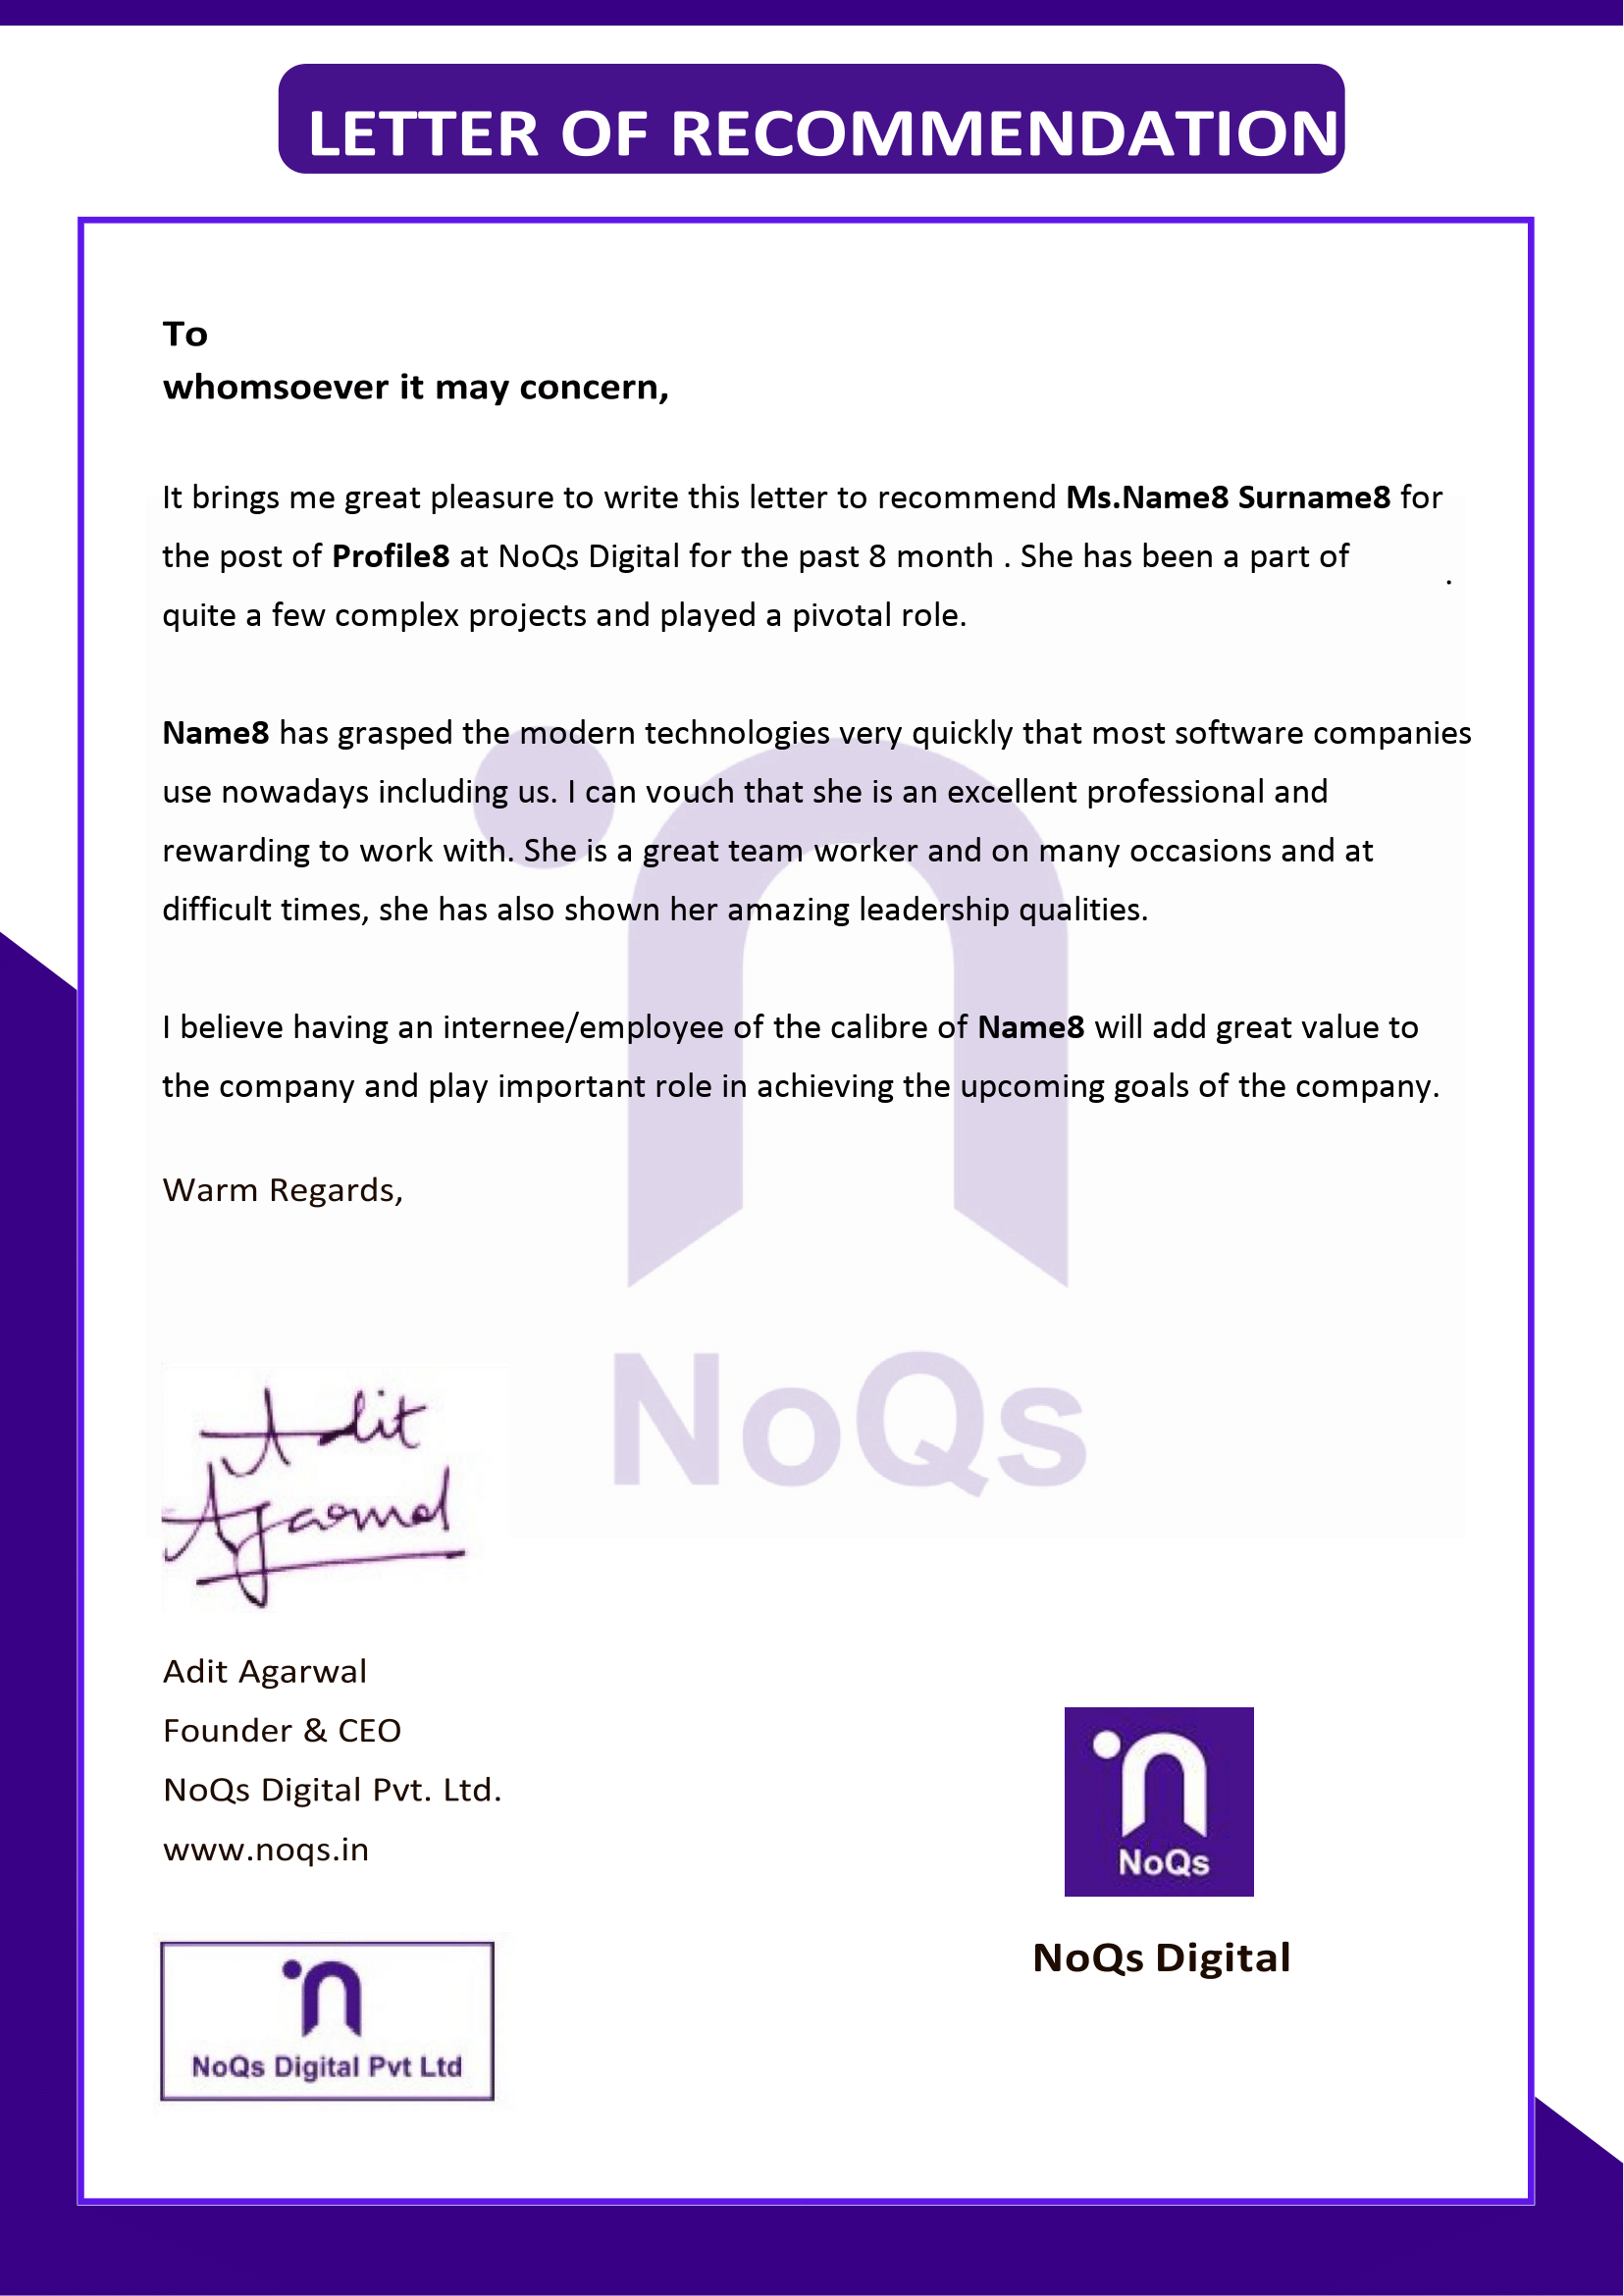 LETTER OF RECOMMENDATION
To
whomsoever it may concern,
It brings me great pleasure to write this letter to recommend Ms.Name8 Surname8 for
the post of Profile8 at NoQs Digital for the past 8 month . She has been a part of
.
quite a few complex projects and played a pivotal role.
Name8 has grasped the modern technologies very quickly that most software companies
use nowadays including us. I can vouch that she is an excellent professional and
rewarding to work with. She is a great team worker and on many occasions and at
difficult times, she has also shown her amazing leadership qualities.
I believe having an internee/employee of the calibre of Name8 will add great value to
the company and play important role in achieving the upcoming goals of the company.
Warm Regards,
NoQs
Adit
Agarwal
Adit Agarwal
Founder & CEO
NoQs Digital Pvt. Ltd.
www.noqs.in
NoQs
NoQs Digital
NoQs Digital Pvt Ltd